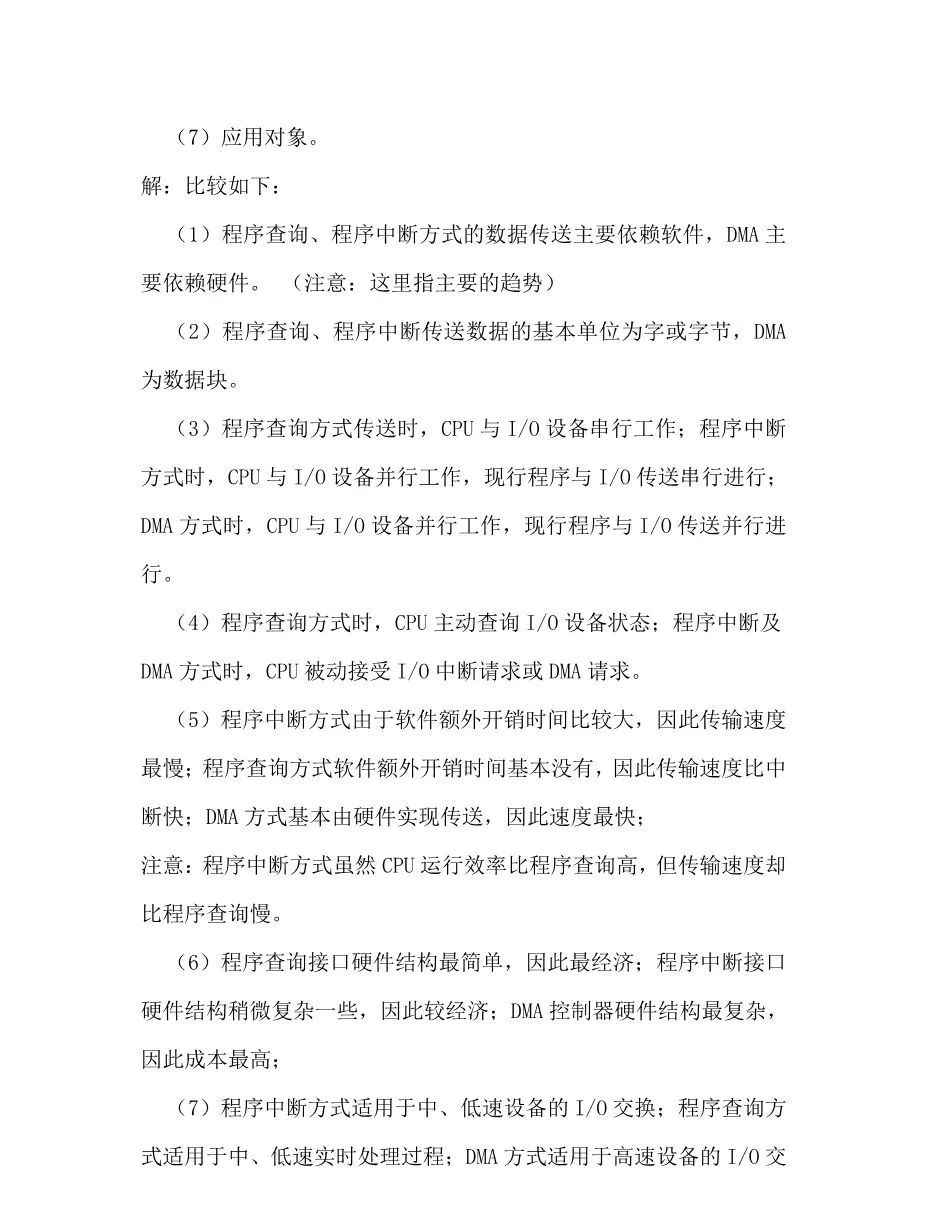 （7）应用对象。
解：比较如下：
（1）程序查询、程序中断方式的数据传送主要依赖软件，DMA 主
要依赖硬件。 （注意：这里指主要的趋势）
（2）程序查询、程序中断传送数据的基本单位为字或字节，DMA
为数据块。
（3）程序查询方式传送时，CPU 与 I/O 设备串行工作；程序中断
方式时，CPU 与 I/O 设备并行工作，现行程序与 I/O 传送串行进行；
DMA 方式时，CPU 与 I/O 设备并行工作，现行程序与 I/O 传送并行进
行。
（4）程序查询方式时，CPU 主动查询 I/O 设备状态；程序中断及
DMA 方式时，CPU 被动接受 I/O 中断请求或 DMA 请求。
（5）程序中断方式由于软件额外开销时间比较大，因此传输速度
最慢；程序查询方式软件额外开销时间基本没有，因此传输速度比中
断快；DMA 方式基本由硬件实现传送，因此速度最快；
注意：程序中断方式虽然 CPU 运行效率比程序查询高，但传输速度却
比程序查询慢。
（6）程序查询接口硬件结构最简单，因此最经济；程序中断接口
硬件结构稍微复杂一些，因此较经济；DMA 控制器硬件结构最复杂，
因此成本最高；
（7）程序中断方式适用于中、低速设备的 I/O 交换；程序查询方
式适用于中、低速实时处理过程；DMA 方式适用于高速设备的 I/O 交